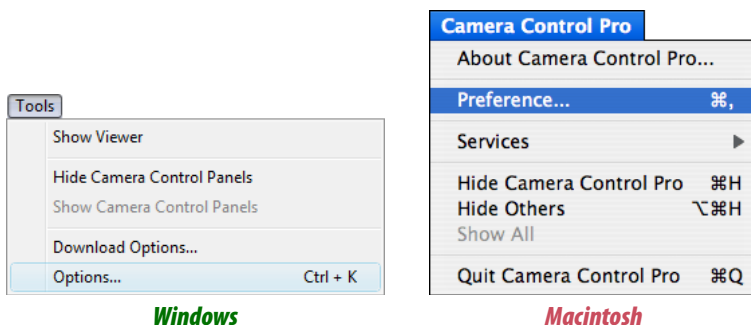 Tools
Show Viewer
Hide Camera Control Panels
Show Camera Control Panels
Download Options...
Options... Ctrl + K
Windows
Camera Control Pro
About Camera Control Pro...
Preference... ⌘,
Services ▶
Hide Camera Control Pro ⌘H
Hide Others ⌥⌘H
Show All
Quit Camera Control Pro ⌘Q
Macintosh